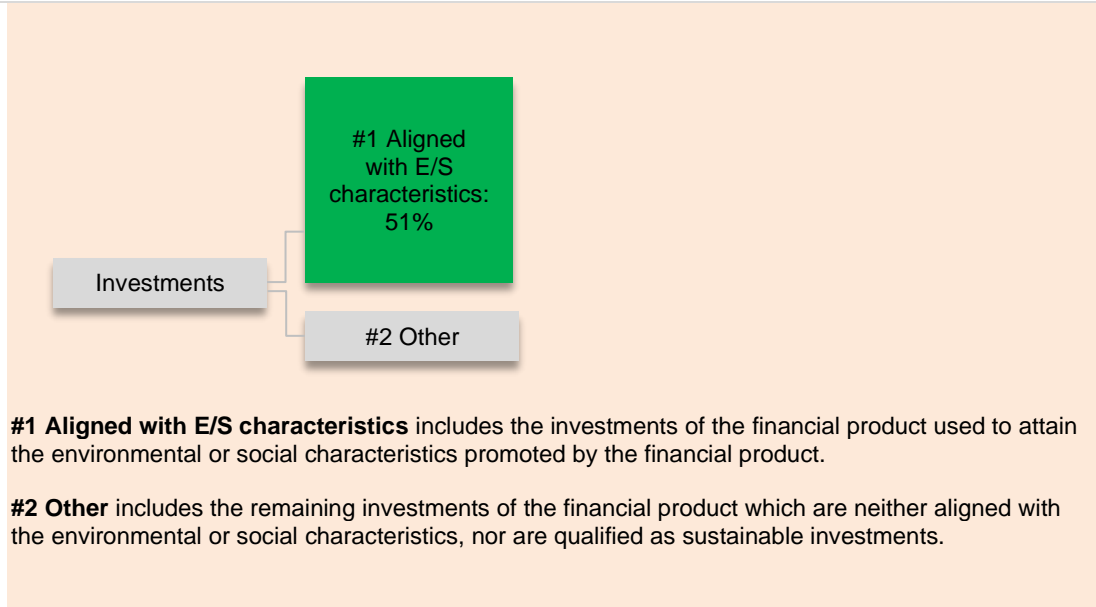 #1 Aligned
with E/S
characteristics:
51%
Investments
#2 Other
#1 Aligned with E/S characteristics includes the investments of the financial product used to attain
the environmental or social characteristics promoted by the financial product.
#2 Other includes the remaining investments of the financial product which are neither aligned with
the environmental or social characteristics, nor are qualified as sustainable investments.